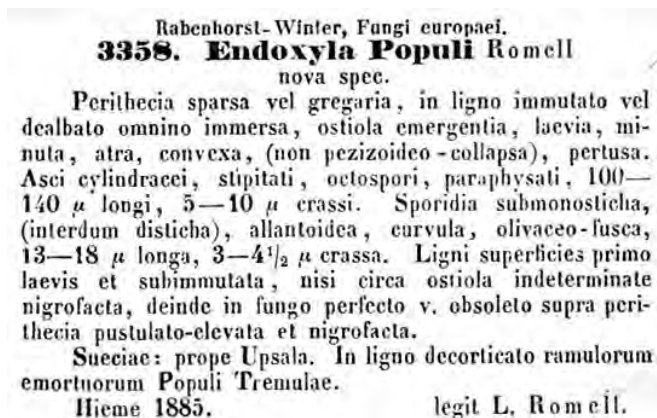 Rabenhorst-Winter, Fungi europaei.
3358. Endoxyla Populi Romell
nova spec.
Perithecia sparsa vel gregaria, in ligno immutato vel
dealbato omnino immersa, ostiola emergentia, laevia, mi-
nuta, atra, convexa, (non pezizoideo-collapsa), pertusa.
Asci cylindracei, stipitati, octospori, paraphysati, 100—
140 μ longi, 5—10 μ crassi. Sporidia submonosticha,
(interdum disticha), allantoidea, curvula, olivaceo-fusca,
13—18 μ longa, 3—4½ μ crassa. Ligni superficies primo
laevis et subimmutata, nisi circa ostiola indeterminate
nigrofacta, deinde in fungo perfecto v. obsoleto supra peri-
thecia pustulato-elevata et nigrofacta.
Sueciae: prope Upsala. In ligno decorticato ramulorum
emortuorum Populi Tremulae.
Hieme 1885. legit L. Romell.